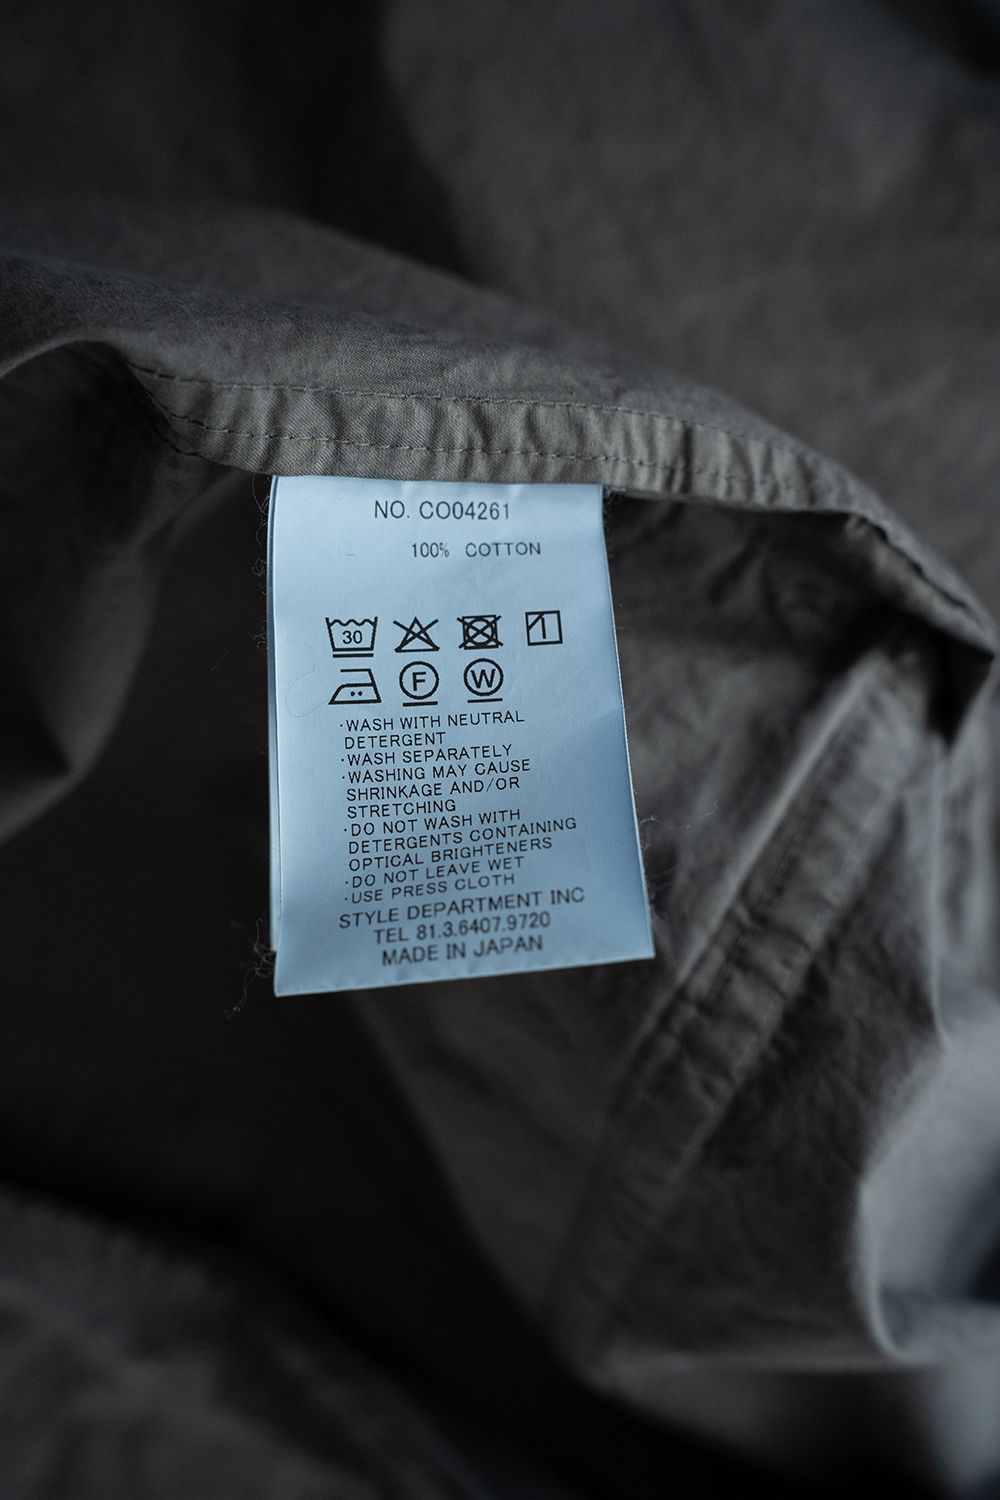 NO. CO04261
100% COTTON
30
F W
·WASH WITH NEUTRAL
DETERGENT
·WASH SEPARATELY
·WASHING MAY CAUSE
SHRINKAGE AND/OR
STRETCHING
·DO NOT WASH WITH
DETERGENTS CONTAINING
OPTICAL BRIGHTENERS
·DO NOT LEAVE WET
·USE PRESS CLOTH
STYLE DEPARTMENT INC
TEL 81.3.6407.9720
MADE IN JAPAN